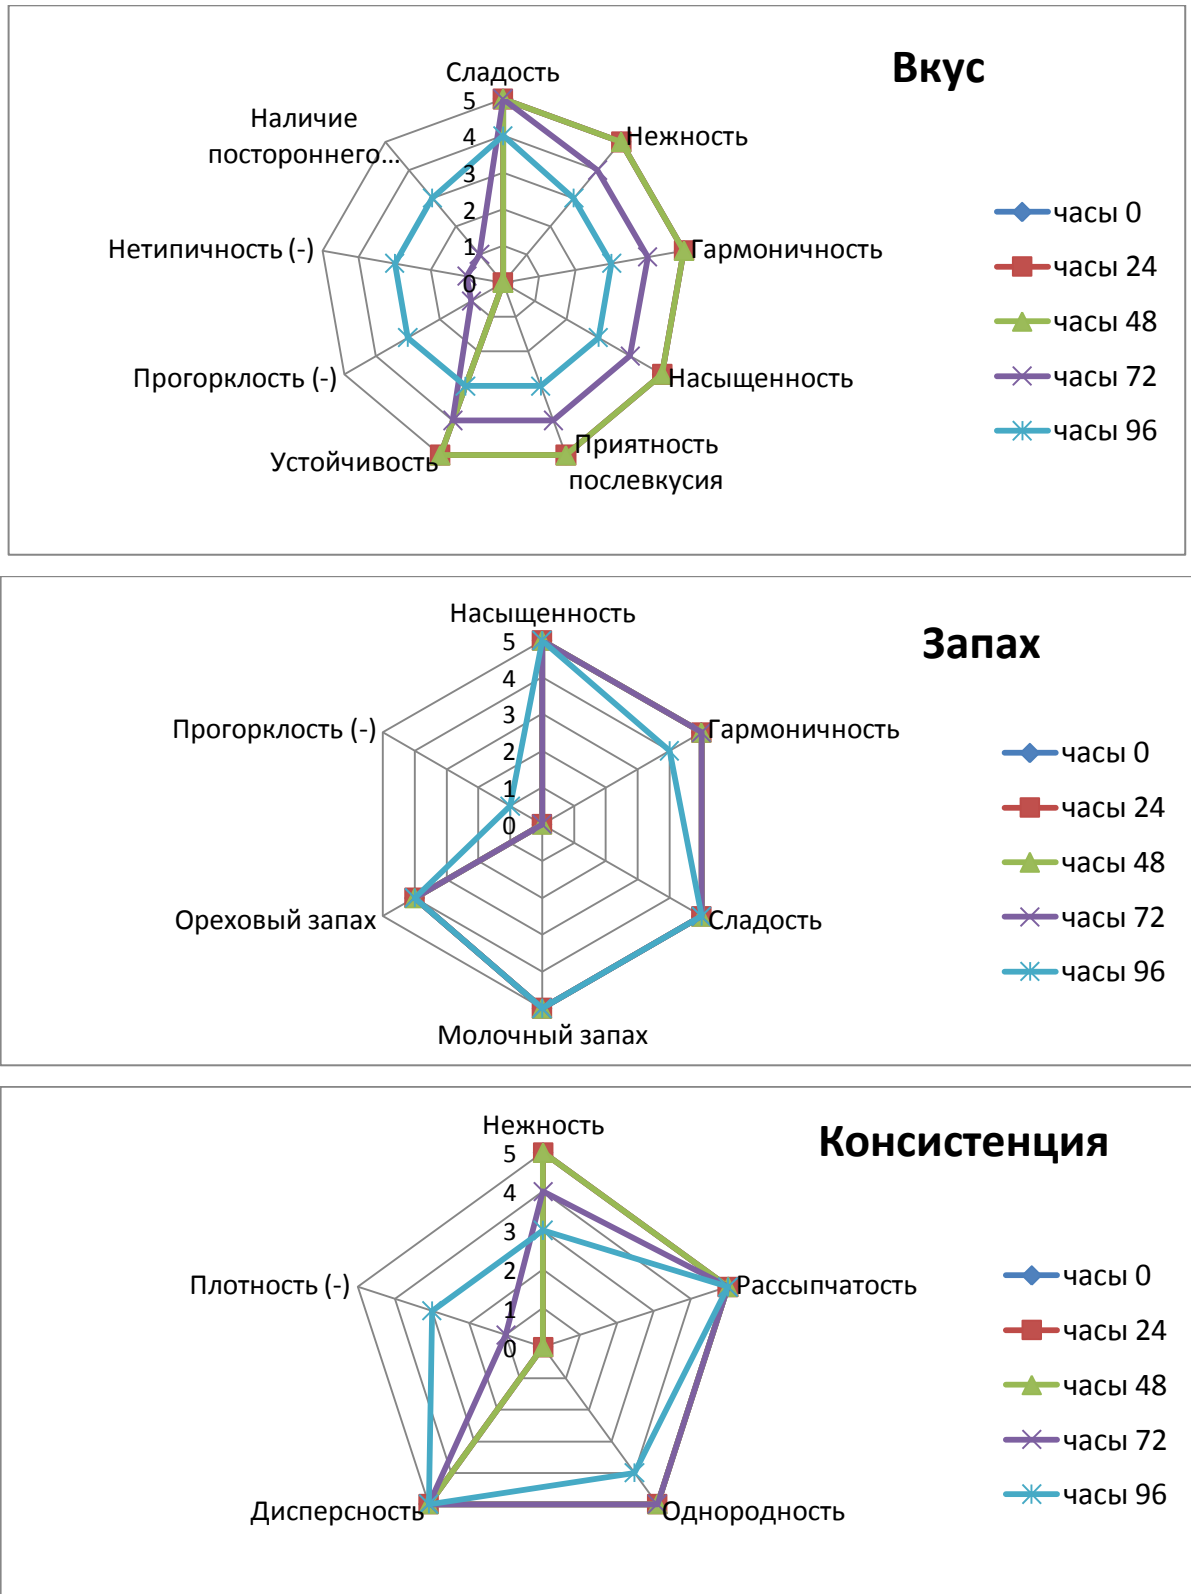 Вкус
Сладость
Наличие
постороннего...
Нежность
Нетипичность (-)
Гармоничность
Прогорклость (-)
Насыщенность
Устойчивость
Приятность
послевкусия
5
4
3
2
1
0
часы 0
часы 24
часы 48
часы 72
часы 96
Запах
Насыщенность
Прогорклость (-)
Гармоничность
Ореховый запах
Сладость
Молочный запах
5
4
3
2
1
0
часы 0
часы 24
часы 48
часы 72
часы 96
Консистенция
Нежность
Плотность (-)
Рассыпчатость
Дисперсность
Однородность
5
4
3
2
1
0
часы 0
часы 24
часы 48
часы 72
часы 96